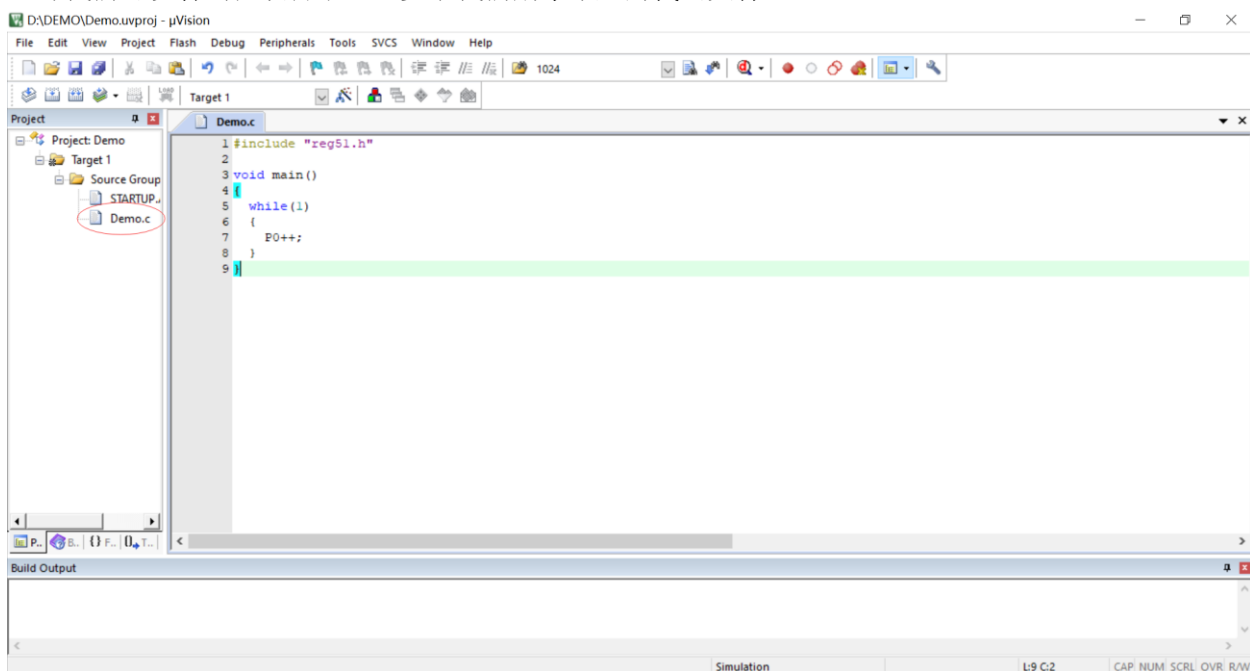 D:\DEMO\Demo.uvproj - µVision
File Edit View Project Flash Debug Peripherals Tools SVCS Window Help
1024
LOAD Target 1
Project
Demo.c
Project: Demo
Target 1
Source Group
STARTUP.
Demo.c
1 #include "reg51.h"
2
3 void main()
4 {
5 while(1)
6 {
7 P0++;
8 }
9 }
P.. B.. {} F.. 0 T..
Build Output
Simulation L:9 C:2 CAP NUM SCRL OVR R/W